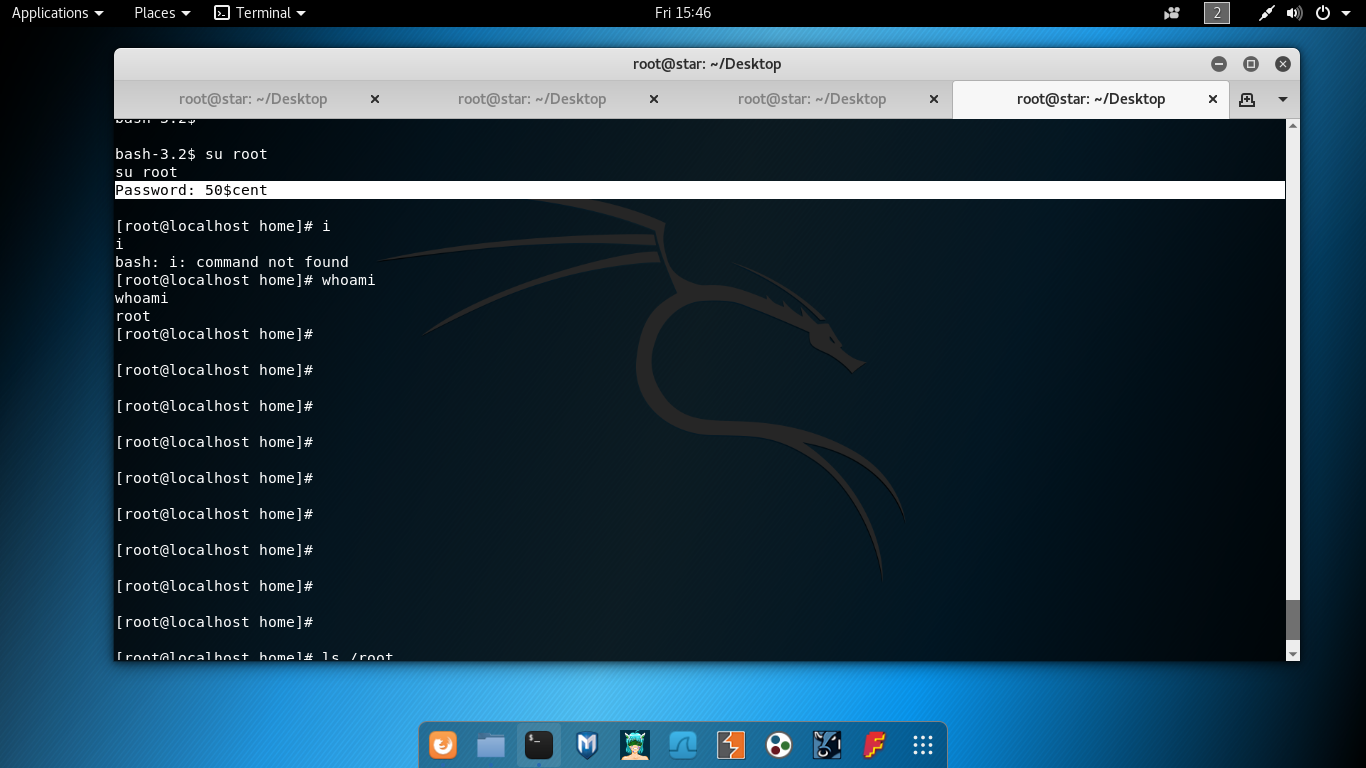 Applications Places Terminal Fri 15:46 2
root@star: ~/Desktop
root@star: ~/Desktop root@star: ~/Desktop root@star: ~/Desktop root@star: ~/Desktop
bash-3.2$
bash-3.2$ su root
su root
Password: 50$cent
[root@localhost home]# i
i
bash: i: command not found
[root@localhost home]# whoami
whoami
root
[root@localhost home]#
[root@localhost home]#
[root@localhost home]#
[root@localhost home]#
[root@localhost home]#
[root@localhost home]#
[root@localhost home]#
[root@localhost home]#
[root@localhost home]#
[root@localhost home]# ls /root
$_